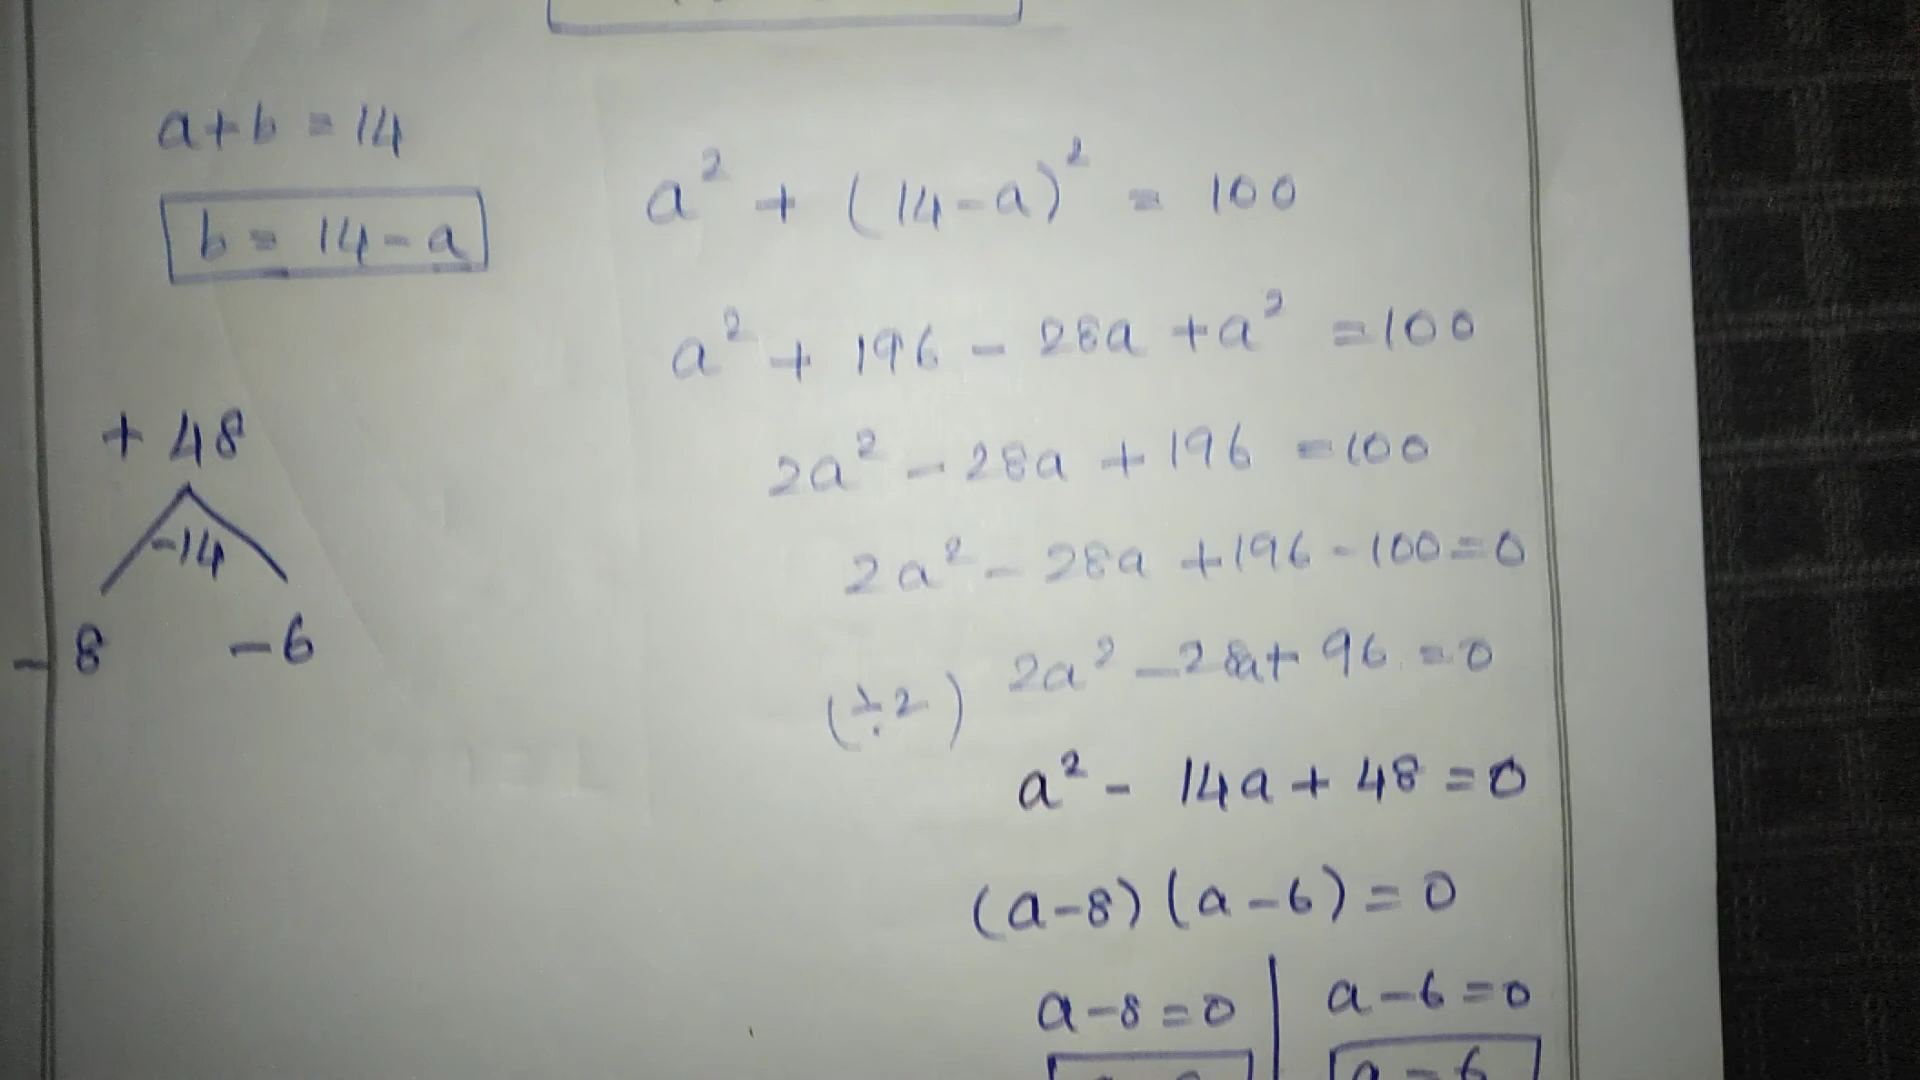 a+b = 14
b = 14-a
a² + (14-a)² = 100
a² + 196 - 28a + a² = 100
2a² - 28a + 196 = 100
+ 48
-14
- 8 - 6
2a² - 28a + 196 - 100 = 0
(÷2) 2a² - 28a + 96 = 0
a² - 14a + 48 = 0
(a-8) (a-6) = 0
a-8 = 0 | a-6 = 0
a = 6